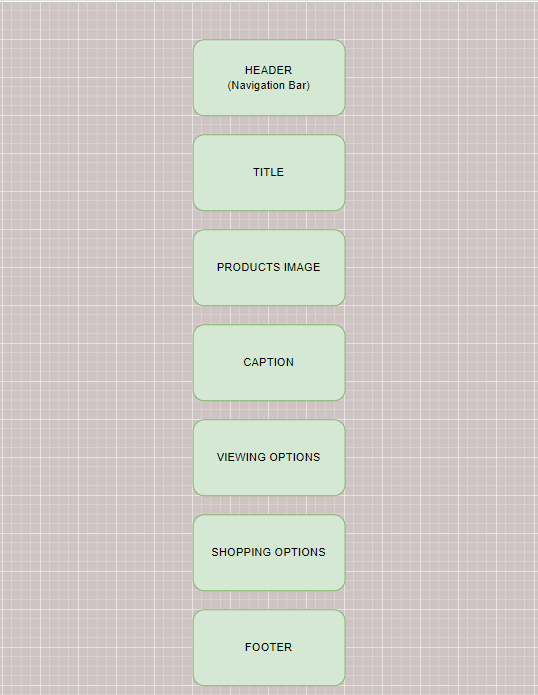 HEADER
(Navigation Bar)
TITLE
PRODUCTS IMAGE
CAPTION
VIEWING OPTIONS
SHOPPING OPTIONS
FOOTER